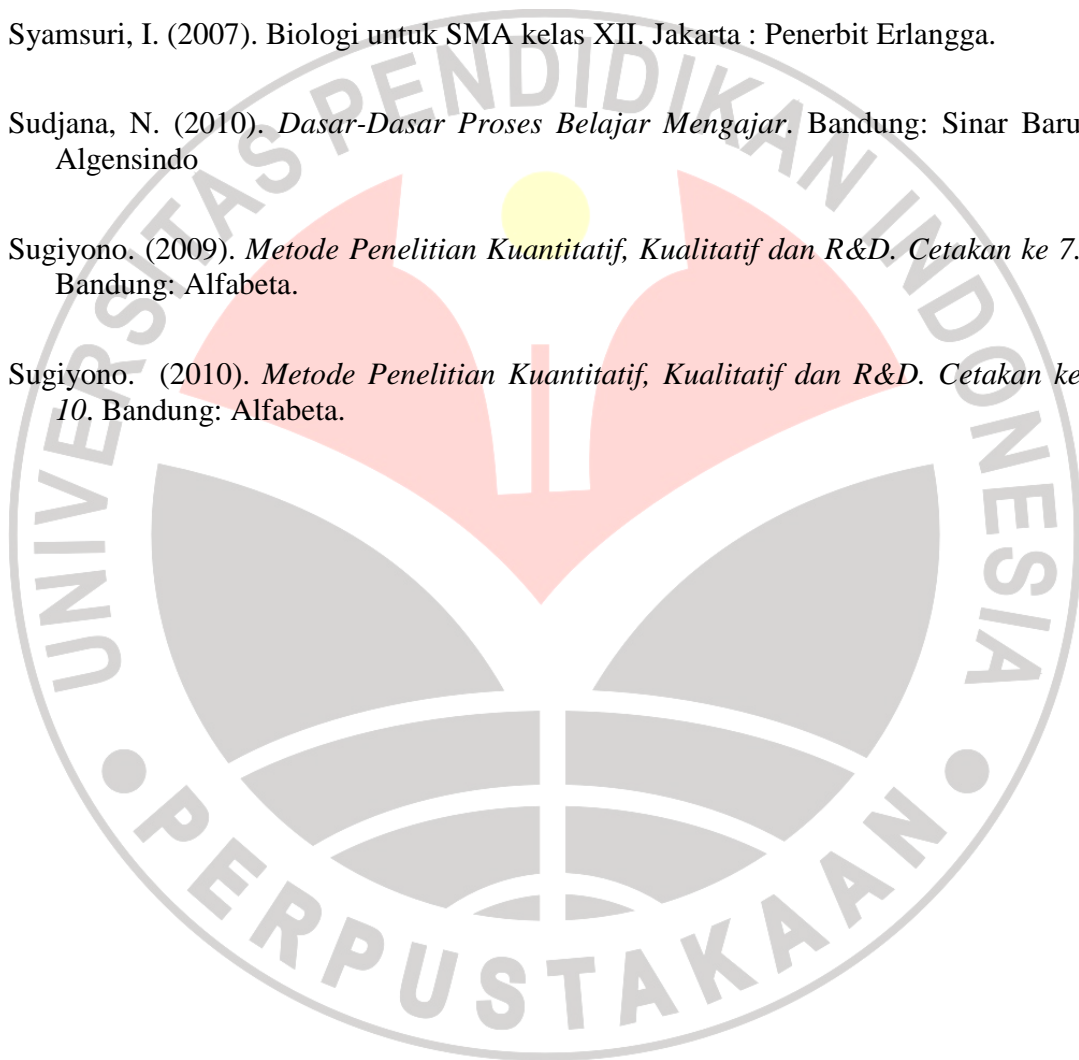 Syamsuri, I. (2007). Biologi untuk SMA kelas XII. Jakarta : Penerbit Erlangga.
Sudjana, N. (2010). Dasar-Dasar Proses Belajar Mengajar. Bandung: Sinar Baru
Algensindo
Sugiyono. (2009). Metode Penelitian Kuantitatif, Kualitatif dan R&D. Cetakan ke 7.
Bandung: Alfabeta.
Sugiyono. (2010). Metode Penelitian Kuantitatif, Kualitatif dan R&D. Cetakan ke
10. Bandung: Alfabeta.
UNIVERSITAS PENDIDIKAN INDONESIA
PERPUSTAKAAN